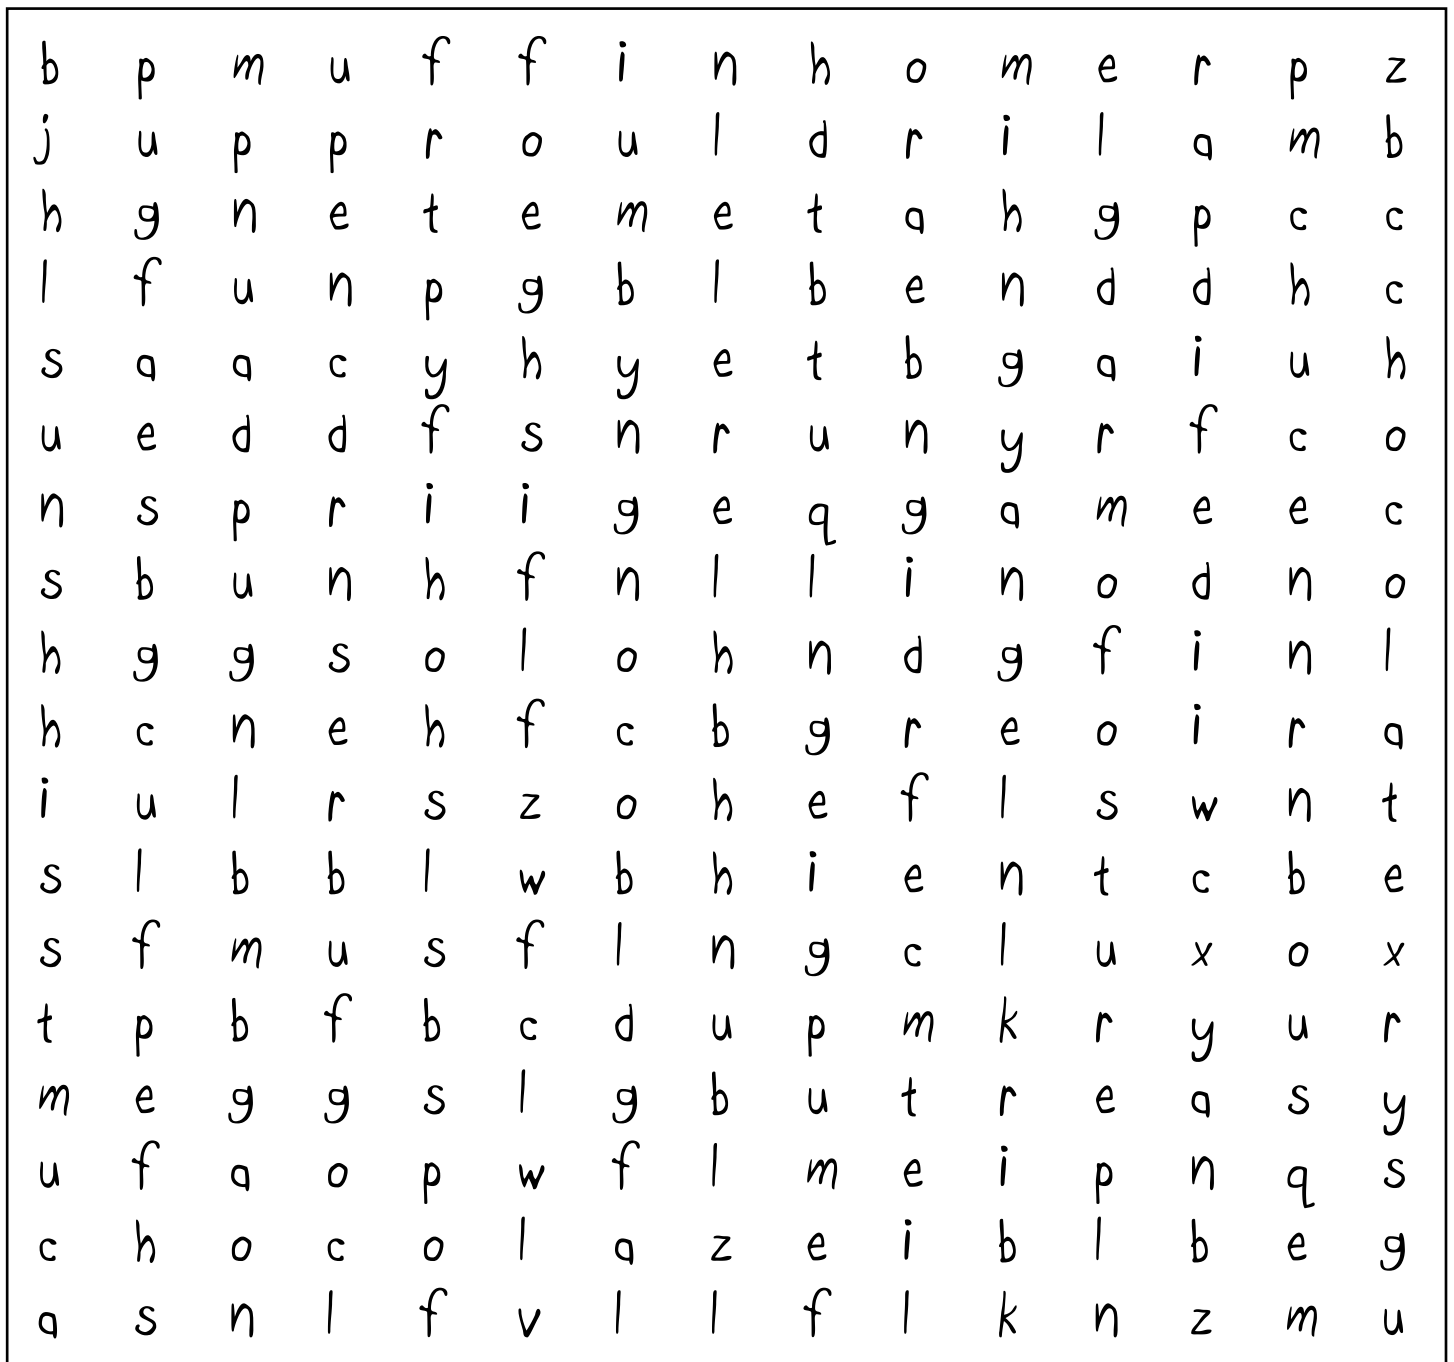 b p m u f f i n h o m e r p z
j u p p r o u l d r i l a m b
h g n e t e m e t a h g p c c
l f u n p g b l b e n d d h c
s a a c y h y e t b g a i u h
u e d d f s n r u n y r f c o
n s p r i i g e q g a m e e c
s b u n h f n l l i n o d n o
h g g s o l o h n d g f i n l
h c n e h f c b g r e o i r a
i u l r s z o h e f l s w n t
s l b b l w b h i e n t c b e
s f m u s f l n g c l u x o x
t p b f b c d u p m k r y u r
m e g g s l g b u t r e a s y
u f a o p w f l m e i p n q s
c h o c o l a z e i b l b e g
a s n l f v l l f l k n z m u